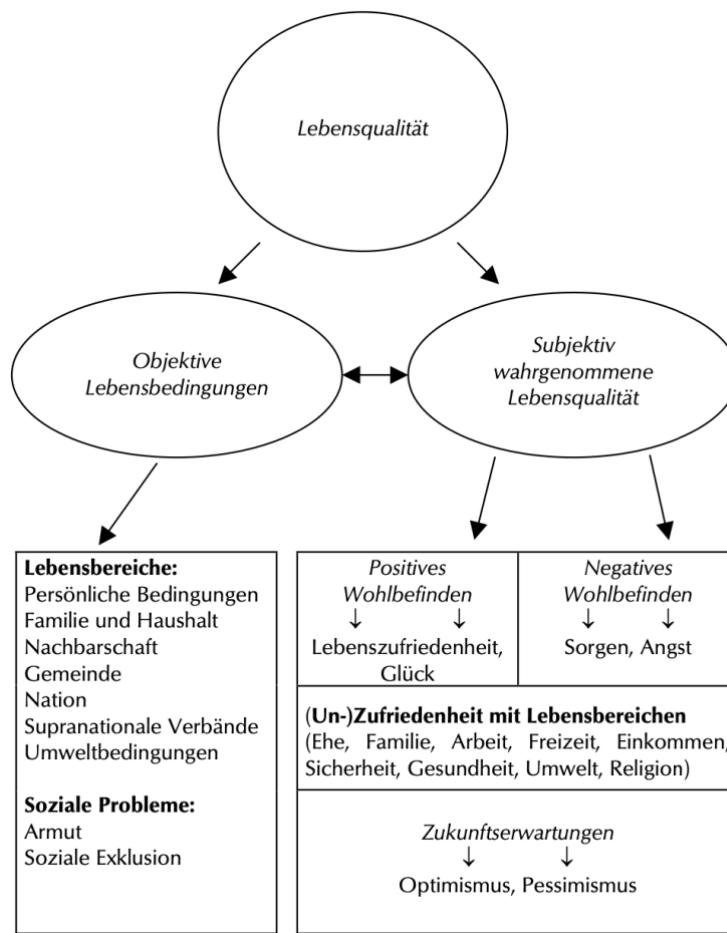 Lebensqualität
Objektive
Lebensbedingungen
Subjektiv
wahrgenommene
Lebensqualität
Lebensbereiche:
Persönliche Bedingungen
Familie und Haushalt
Nachbarschaft
Gemeinde
Nation
Supranationale Verbände
Umweltbedingungen
Soziale Probleme:
Armut
Soziale Exklusion
Positives
Wohlbefinden
↓ ↓
Lebenszufriedenheit,
Glück
Negatives
Wohlbefinden
↓ ↓
Sorgen, Angst
(Un-)Zufriedenheit mit Lebensbereichen
(Ehe, Familie, Arbeit, Freizeit, Einkommen,
Sicherheit, Gesundheit, Umwelt, Religion)
Zukunftserwartungen
↓ ↓
Optimismus, Pessimismus